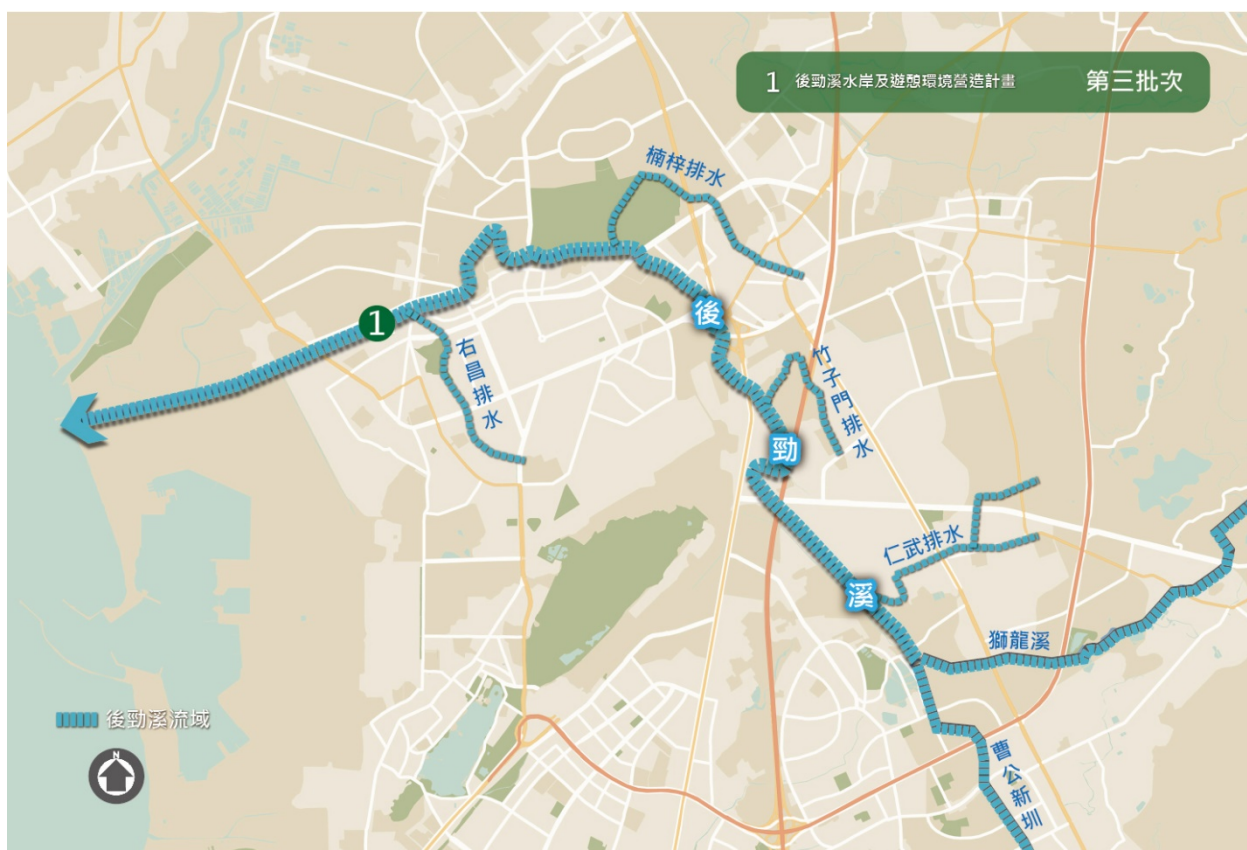 1 後勁溪水岸及遊憩環境營造計畫 第三批次
楠梓排水
後
1
右昌排水
竹子門排水
勁
仁武排水
溪
獅龍溪
後勁溪流域
N
曹公新圳